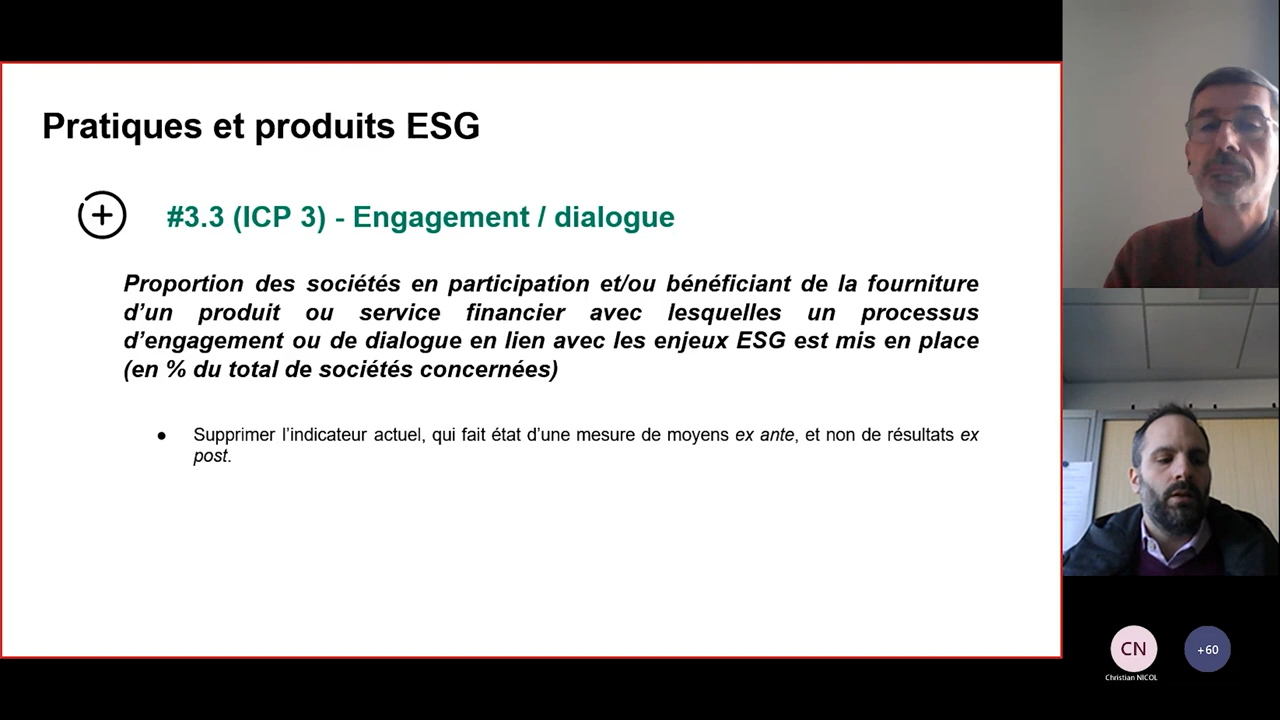 Pratiques et produits ESG
#3.3 (ICP 3) - Engagement / dialogue
Proportion des sociétés en participation et/ou bénéficiant de la fourniture
d’un produit ou service financier avec lesquelles un processus
d’engagement ou de dialogue en lien avec les enjeux ESG est mis en place
(en % du total de sociétés concernées)
● Supprimer l’indicateur actuel, qui fait état d’une mesure de moyens ex ante, et non de résultats ex
post.
CN
+60
Christian NICOL